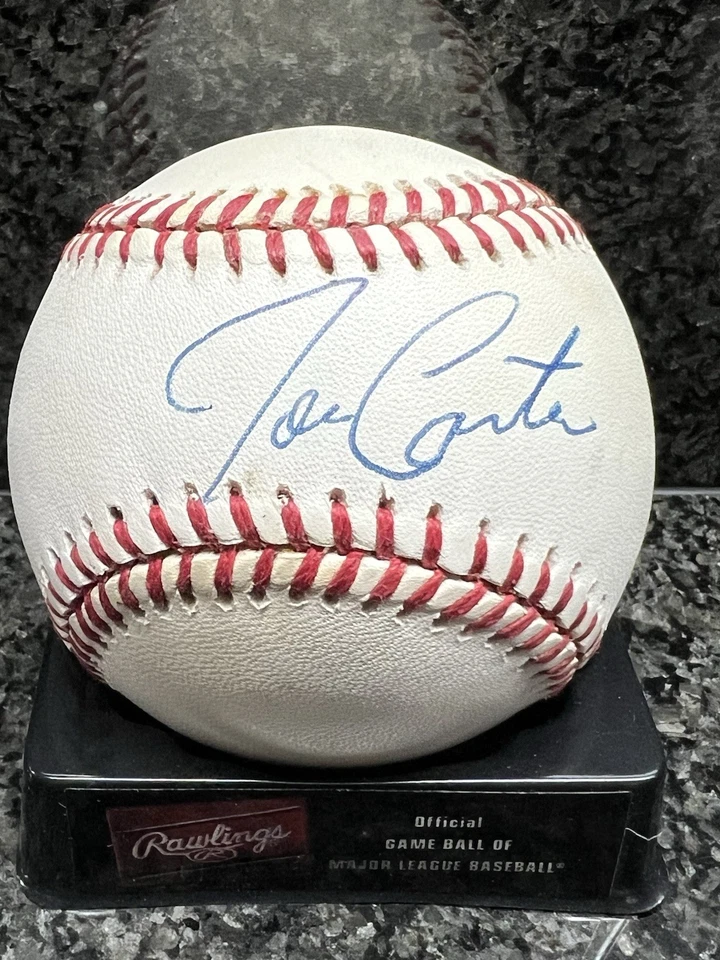 Joe Carter
Rawlings
Official
GAME BALL OF
MAJOR LEAGUE BASEBALL®